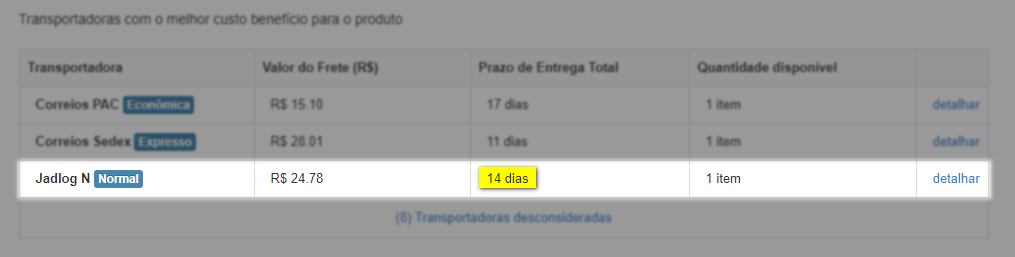 Transportadoras com o melhor custo benefício para o produto
Transportadora Valor do Frete (R$) Prazo de Entrega Total Quantidade disponível
Correios PAC Econômica R$ 15.10 17 dias 1 item detalhar
Correios Sedex Expresso R$ 28.01 11 dias 1 item detalhar
Jadlog N Normal R$ 24.78 14 dias 1 item detalhar
(8) Transportadoras desconsideradas